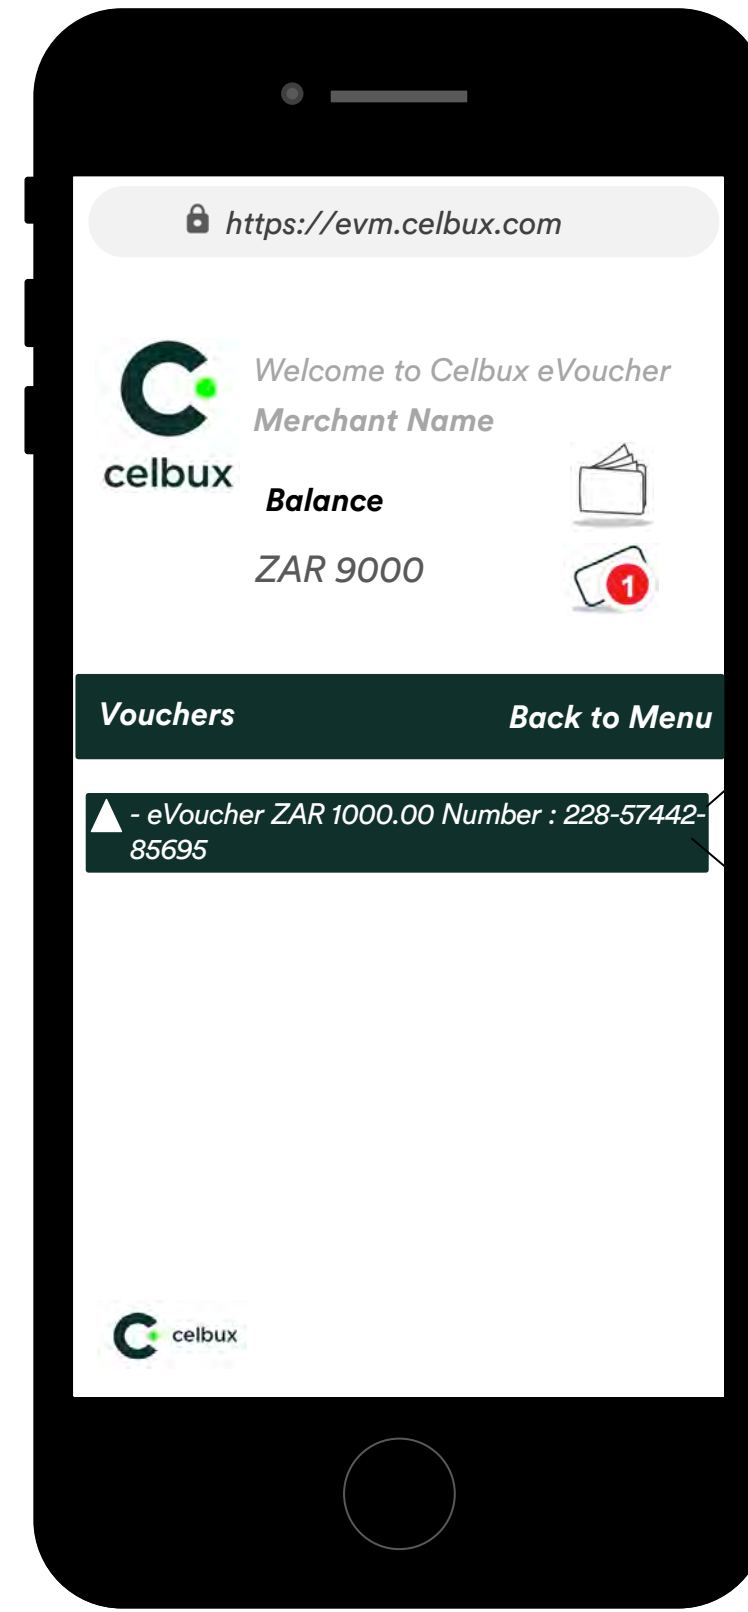 https://evm.celbux.com
Welcome to Celbux eVoucher
Merchant Name
celbux
Balance
ZAR 9000
1
Vouchers Back to Menu
- eVoucher ZAR 1000.00 Number : 228-57442-
85695
celbux